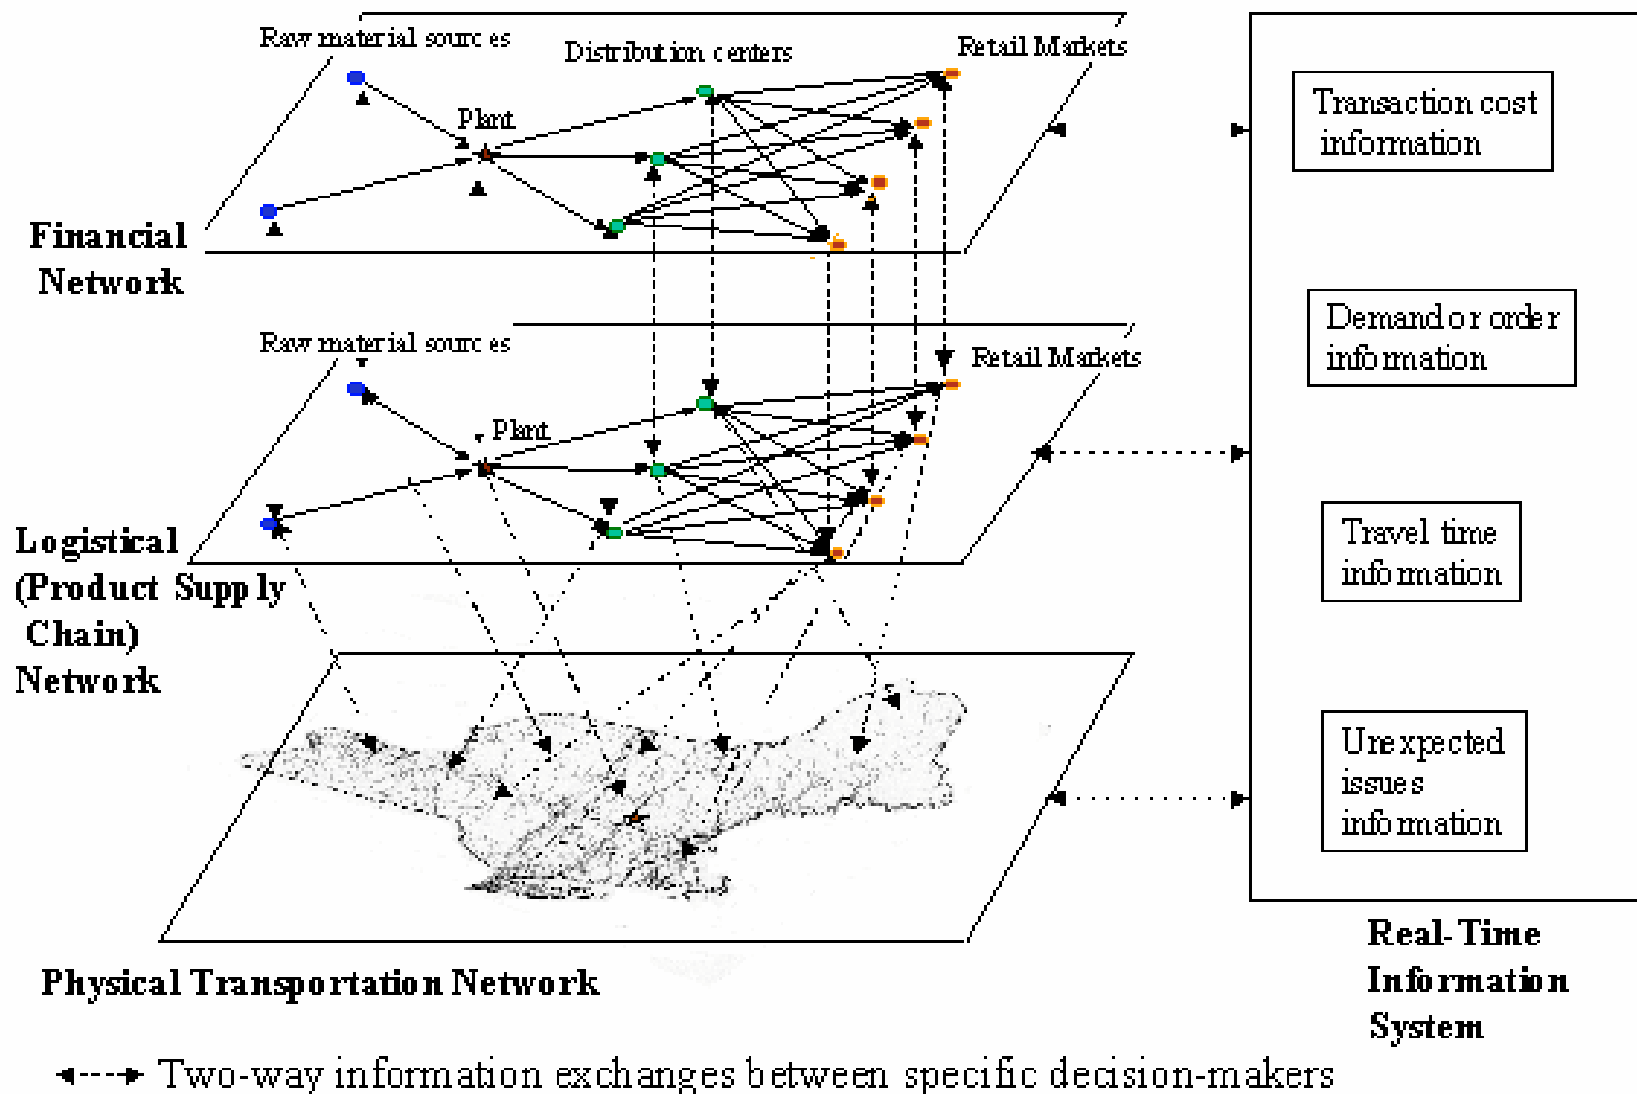 Raw material sources
Distribution centers
Retail Markets
Plant
Financial
Network
Raw material sources
Retail Markets
Plant
Logistical
(Product Supply
Chain)
Network
Physical Transportation Network
Transaction cost
information
Demand or order
information
Travel time
information
Unexpected
issues
information
Real-Time
Information
System
Two-way information exchanges between specific decision-makers